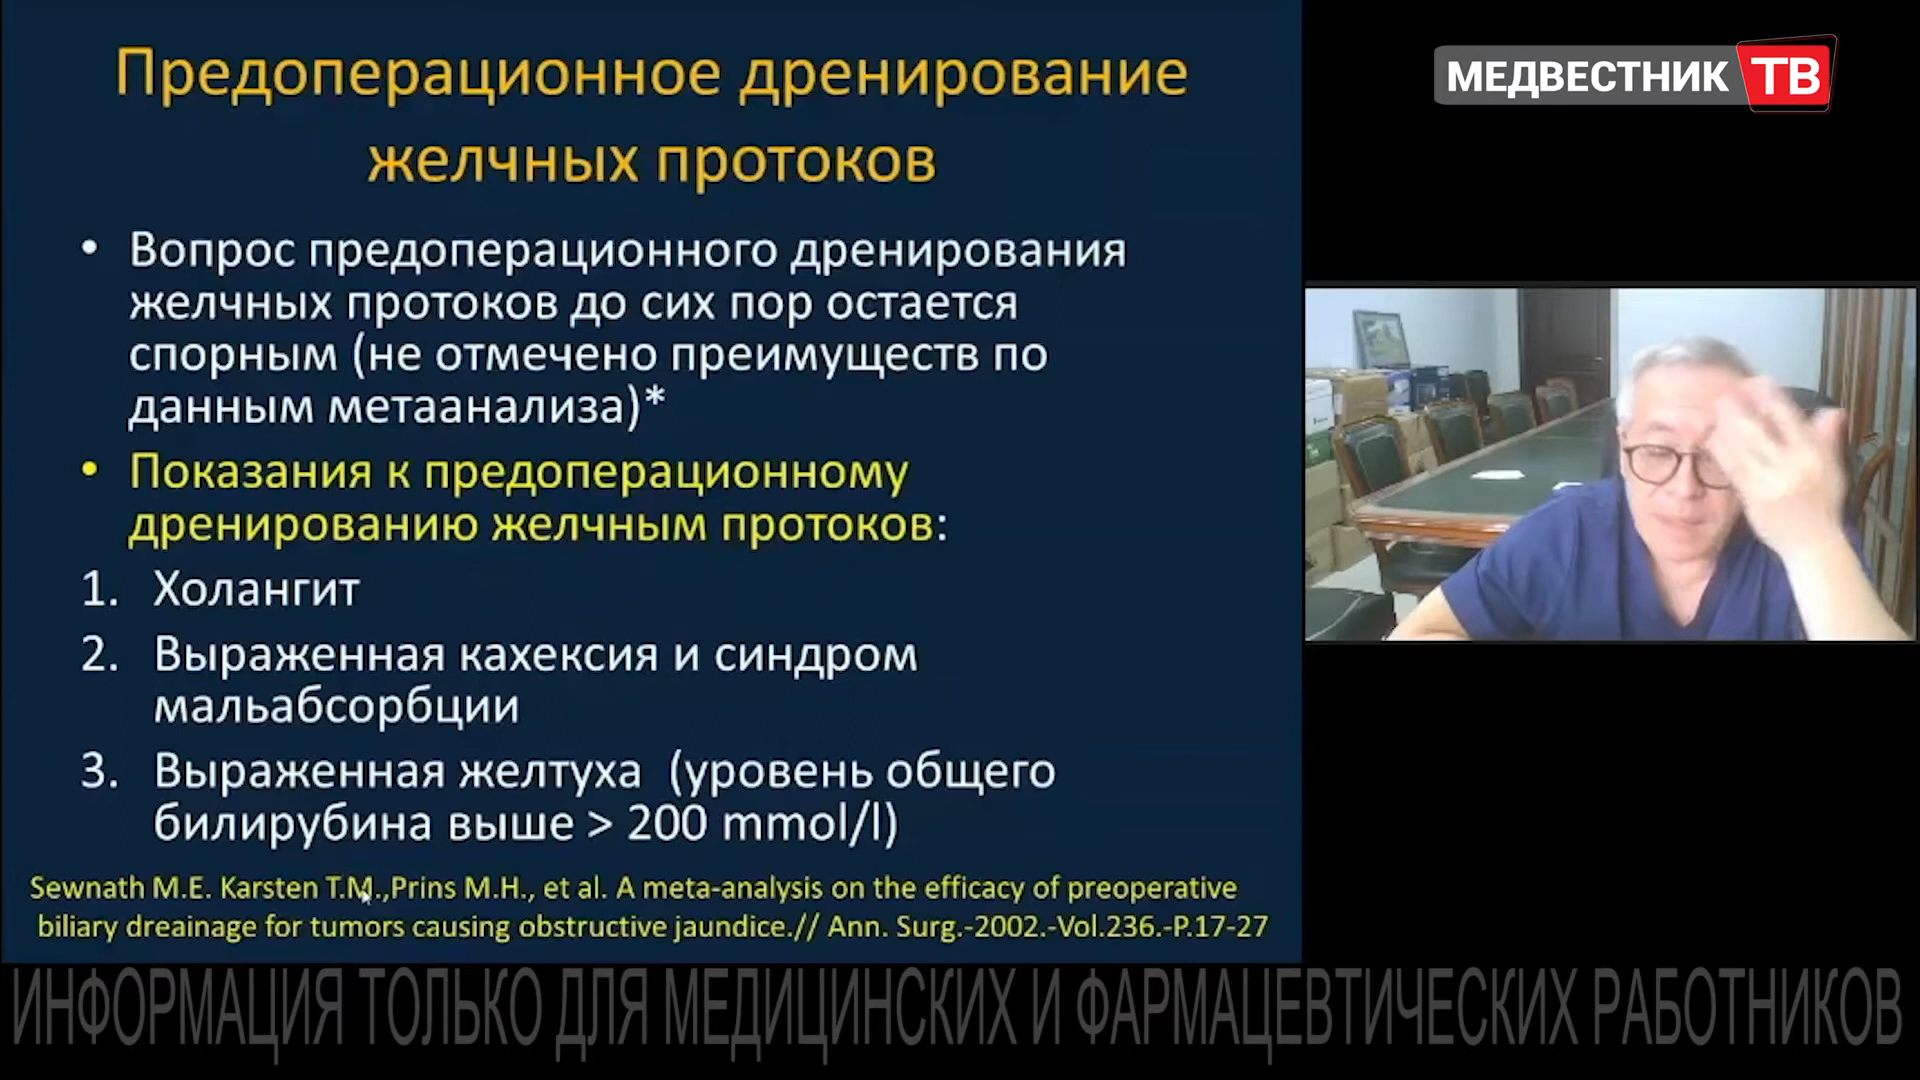 Предоперационное дренирование
желчных протоков
• Вопрос предоперационного дренирования
желчных протоков до сих пор остается
спорным (не отмечено преимуществ по
данным метаанализа)*
• Показания к предоперационному
дренированию желчным протоков:
1. Холангит
2. Выраженная кахексия и синдром
мальабсорбции
3. Выраженная желтуха (уровень общего
билирубина выше > 200 mmol/l)
Sewnath M.E. Karsten T.M.,Prins M.H., et al. A meta-analysis on the efficacy of preoperative
biliary dreainage for tumors causing obstructive jaundice.// Ann. Surg.-2002.-Vol.236.-P.17-27
МЕДВЕСТНИК ТВ
ИНФОРМАЦИЯ ТОЛЬКО ДЛЯ МЕДИЦИНСКИХ И ФАРМАЦЕВТИЧЕСКИХ РАБОТНИКОВ